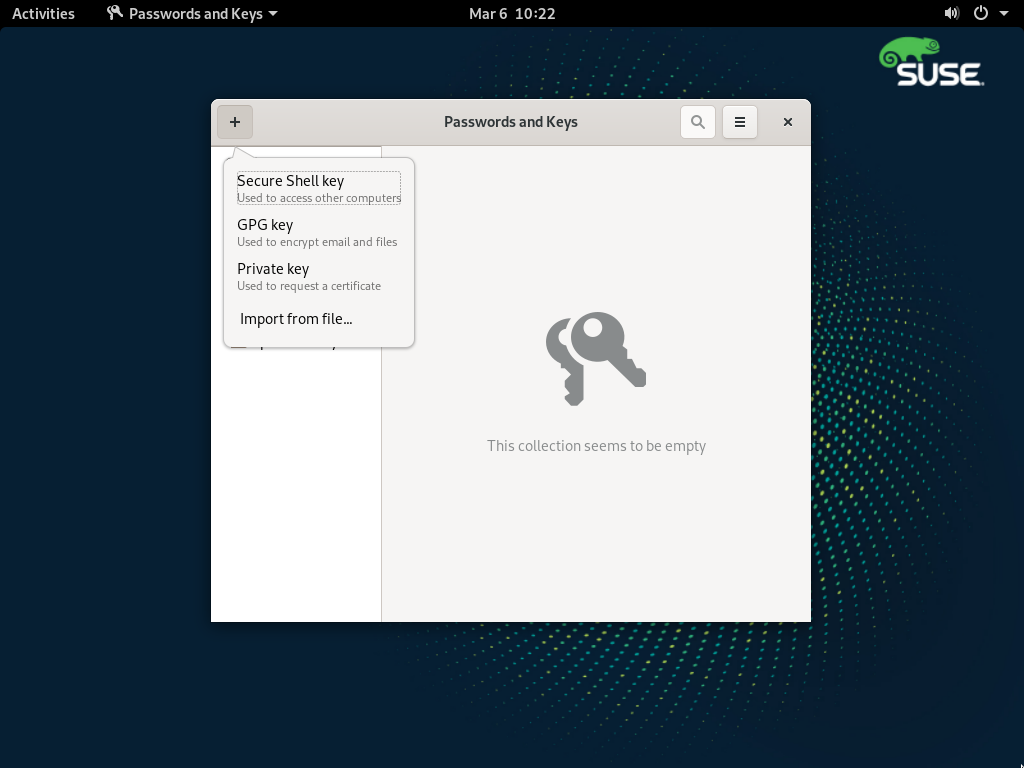 Activities
Passwords and Keys
Mar 6 10:22
SUSE
+
Passwords and Keys
Secure Shell key
Used to access other computers
GPG key
Used to encrypt email and files
Private key
Used to request a certificate
Import from file...
This collection seems to be empty